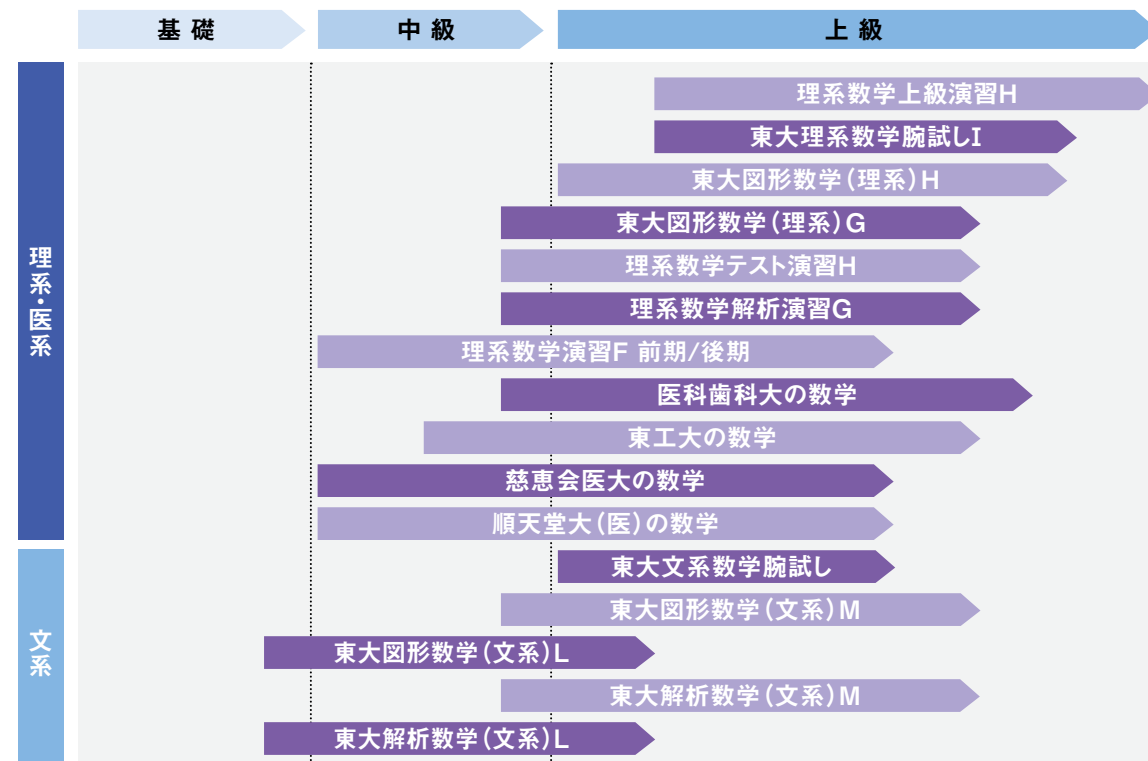 基礎
中級
上級
理系・医系
理系数学上級演習H
東大理系数学腕試しI
東大図形数学(理系)H
東大図形数学(理系)G
理系数学テスト演習H
理系数学解析演習G
理系数学演習F 前期/後期
医科歯科大の数学
東工大の数学
慈恵会医大の数学
順天堂大(医)の数学
文系
東大文系数学腕試し
東大図形数学(文系)M
東大図形数学(文系)L
東大解析数学(文系)M
東大解析数学(文系)L